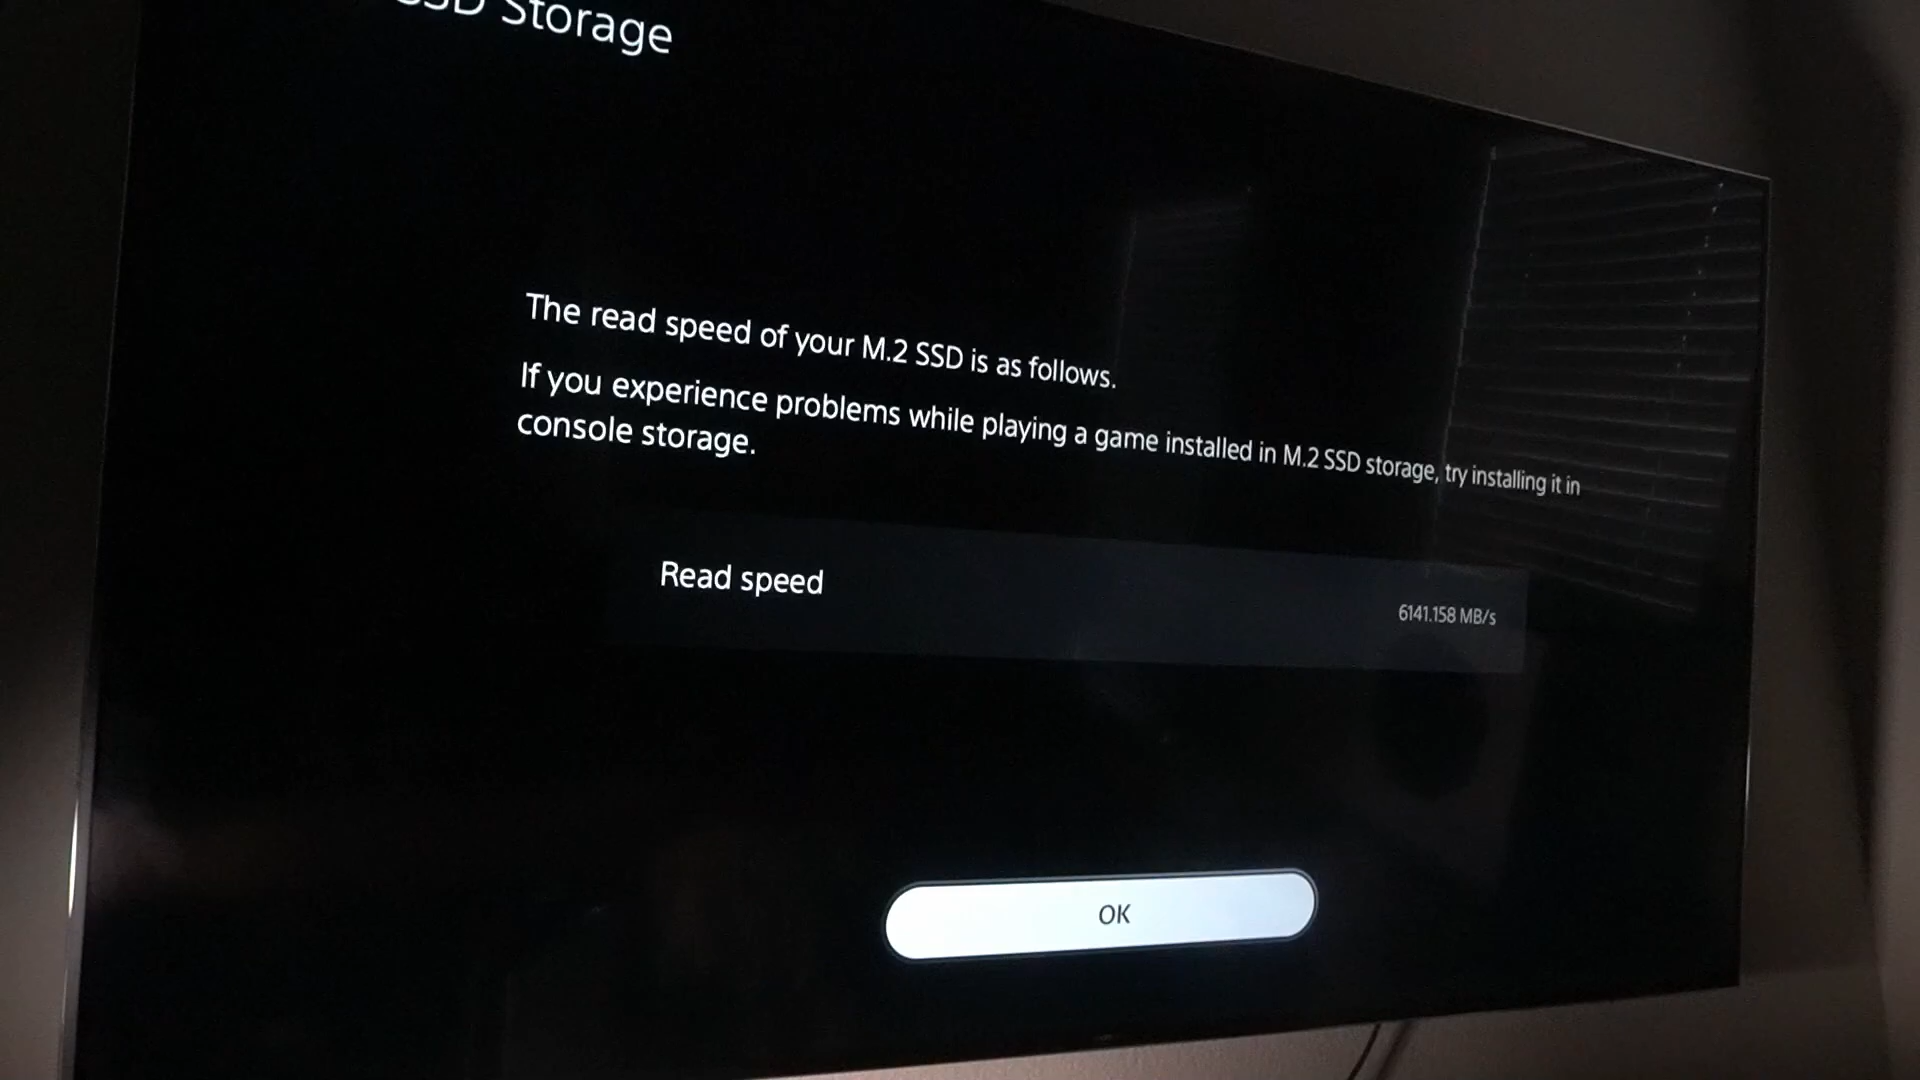 SSD Storage
The read speed of your M.2 SSD is as follows.
If you experience problems while playing a game installed in M.2 SSD storage, try installing it in
console storage.
Read speed
6141.158 MB/s
OK